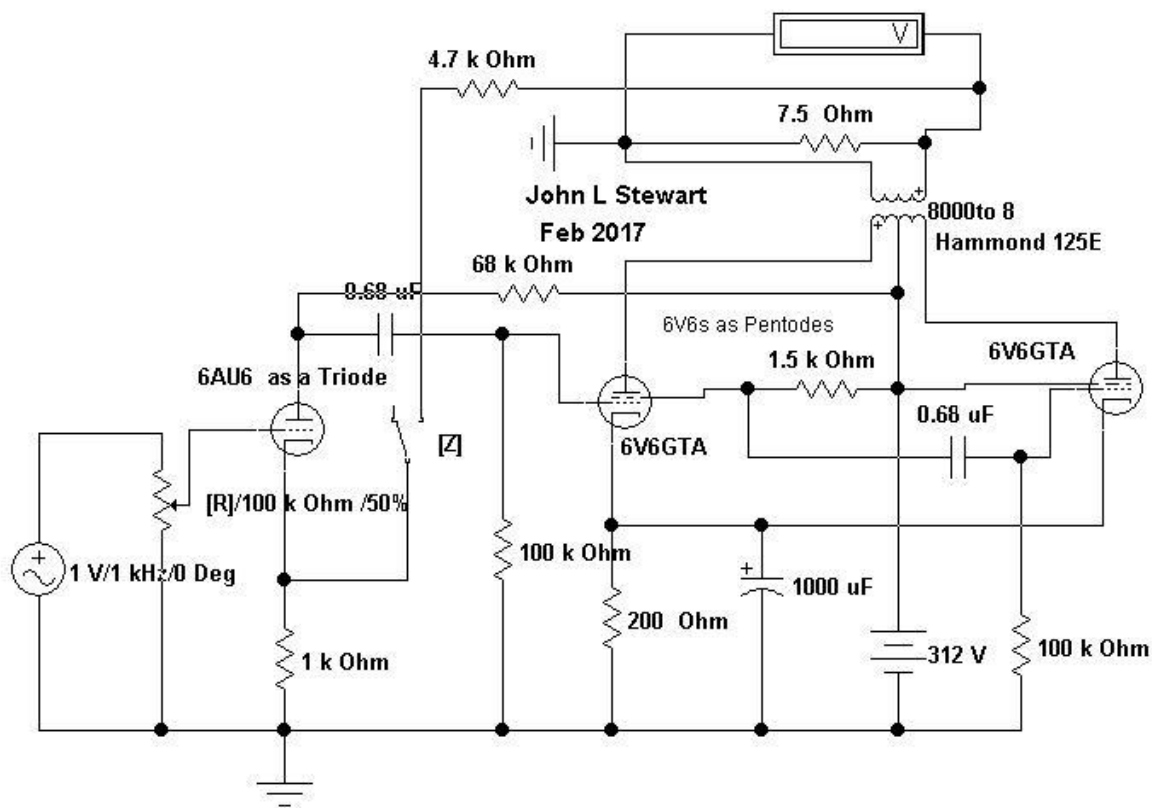 V
4.7 k Ohm
7.5 Ohm
John L Stewart
Feb 2017
8000to 8
Hammond 125E
68 k Ohm
0.68 uF
6V6s as Pentodes
1.5 k Ohm
6V6GTA
6AU6 as a Triode
0.68 uF
[Z]
6V6GTA
[R]/100 k Ohm /50%
100 k Ohm
1 V/1 kHz/0 Deg
+
1000 uF
200 Ohm
1 k Ohm
312 V
100 k Ohm